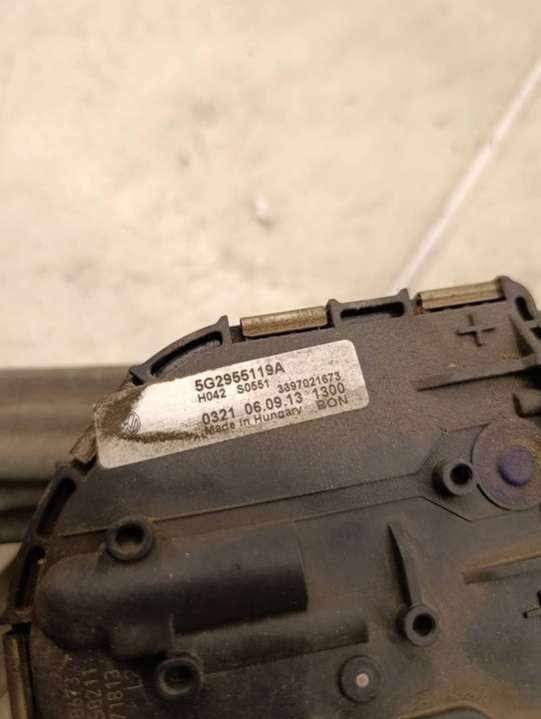 5G2955119A
H042 S0551 3397021673
0321 06.09.13 1300
Made in Hungary BON